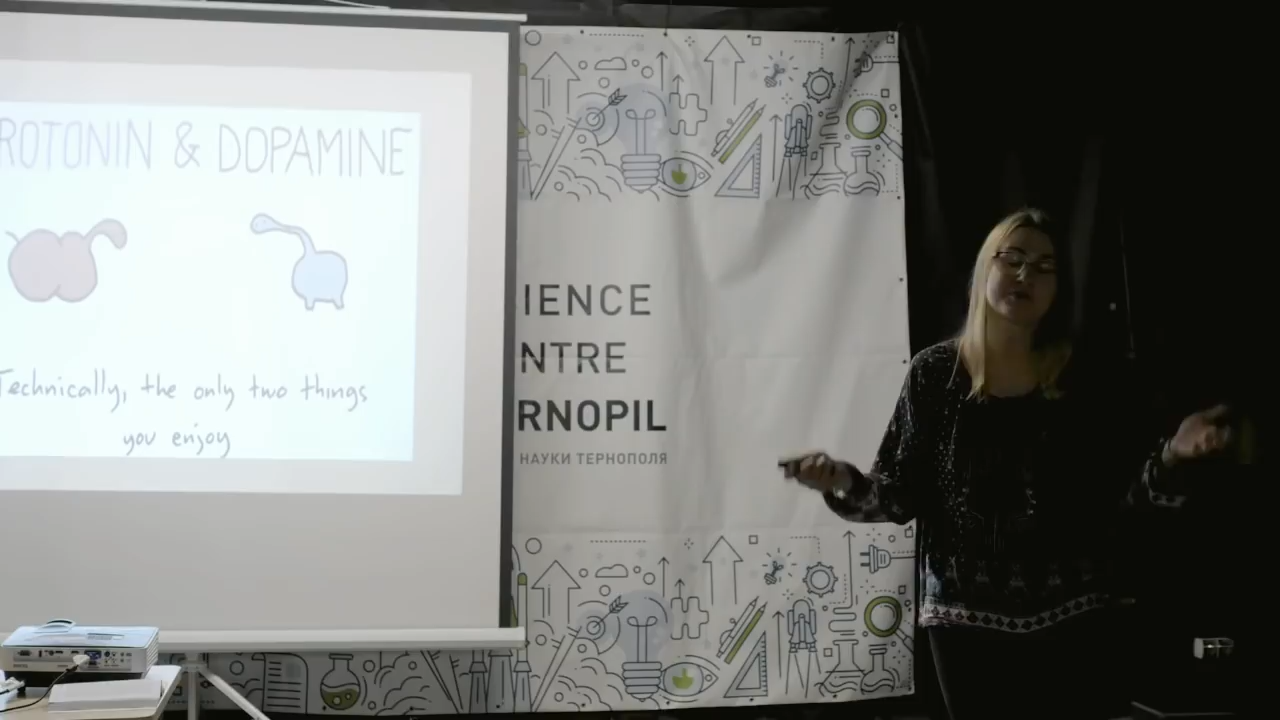 ROTONIN & DOPAMINE
Technically, the only two things
you enjoy
IENCE
NTRE
RNOPIL
НАУКИ ТЕРНОПОЛЯ